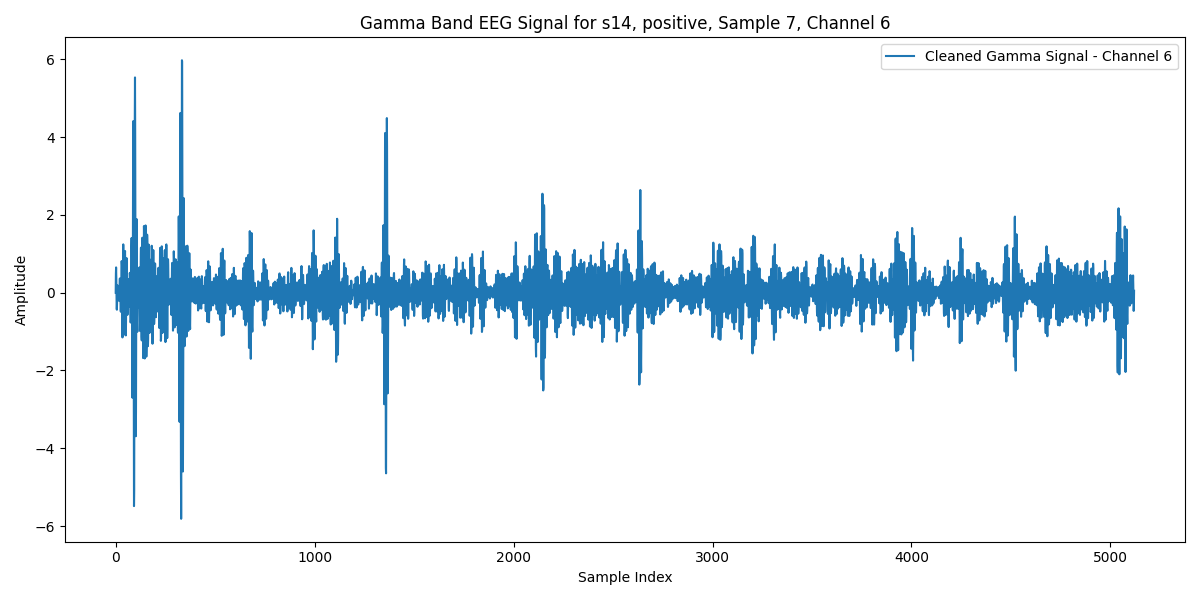 Gamma Band EEG Signal for s14, positive, Sample 7, Channel 6
Cleaned Gamma Signal - Channel 6
Amplitude
6
4
2
0
−2
−4
−6
0 1000 2000 3000 4000 5000
Sample Index